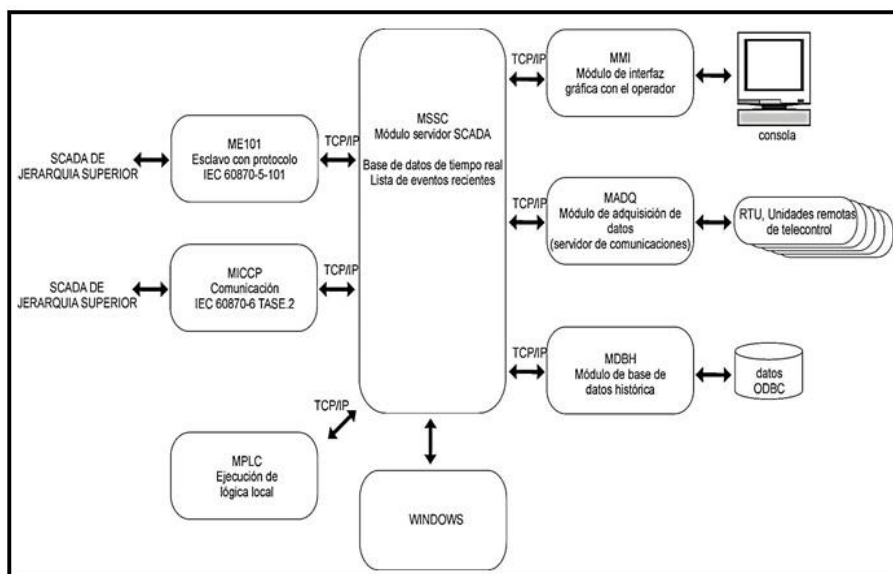 TCP/IP
MMI
Módulo de interfaz
gráfica con el operador
consola
MSSC
Módulo servidor SCADA
Base de datos de tiempo real
Lista de eventos recientes
SCADA DE
JERARQUIA SUPERIOR
ME101
Esclavo con protocolo
IEC 60870-5-101
TCP/IP
TCP/IP
MADQ
Módulo de adquisición de
datos
(servidor de comunicaciones)
RTU, Unidades remotas
de telecontrol
SCADA DE
JERARQUIA SUPERIOR
MICCP
Comunicación
IEC 60870-6 TASE.2
TCP/IP
TCP/IP
MDBH
Módulo de base de
datos histórica
datos
ODBC
TCP/IP
MPLC
Ejecución de
lógica local
WINDOWS